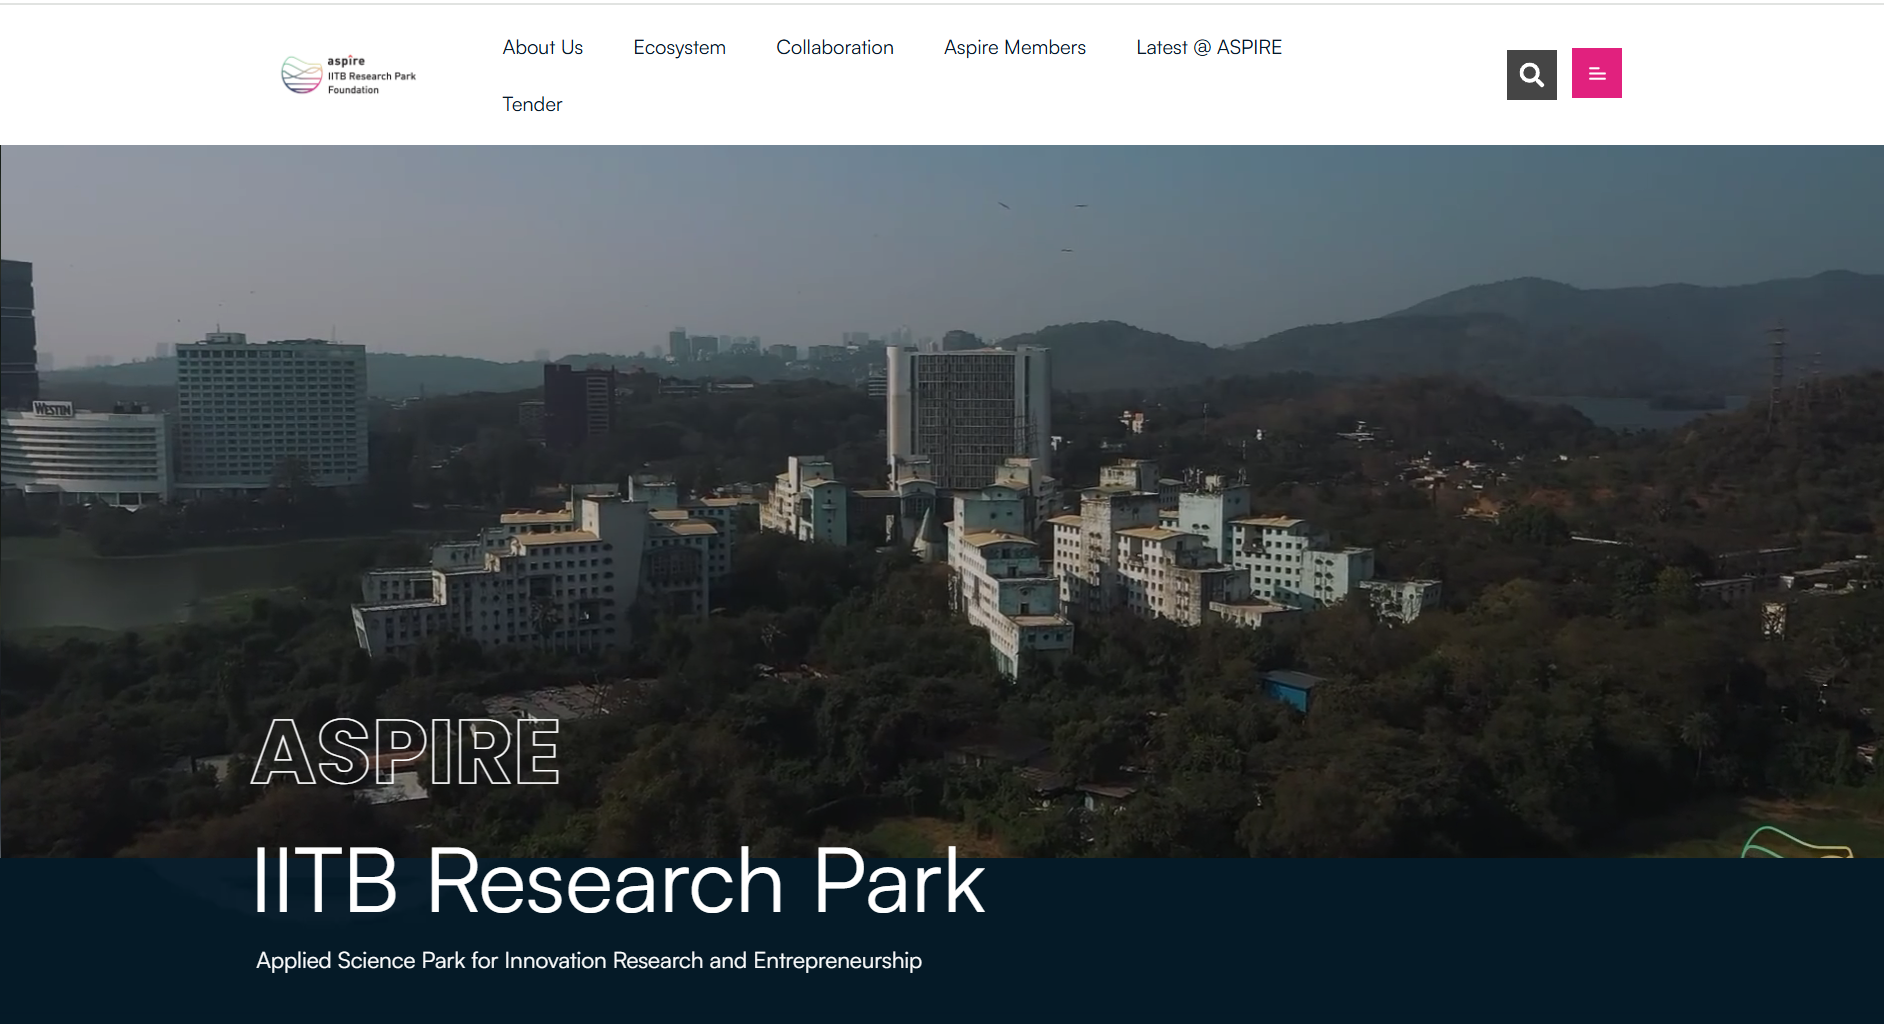 aspire
IITB Research Park
Foundation
About Us Ecosystem Collaboration Aspire Members Latest @ ASPIRE
Tender
WESTIN
ASPIRE
IITB Research Park
Applied Science Park for Innovation Research and Entrepreneurship